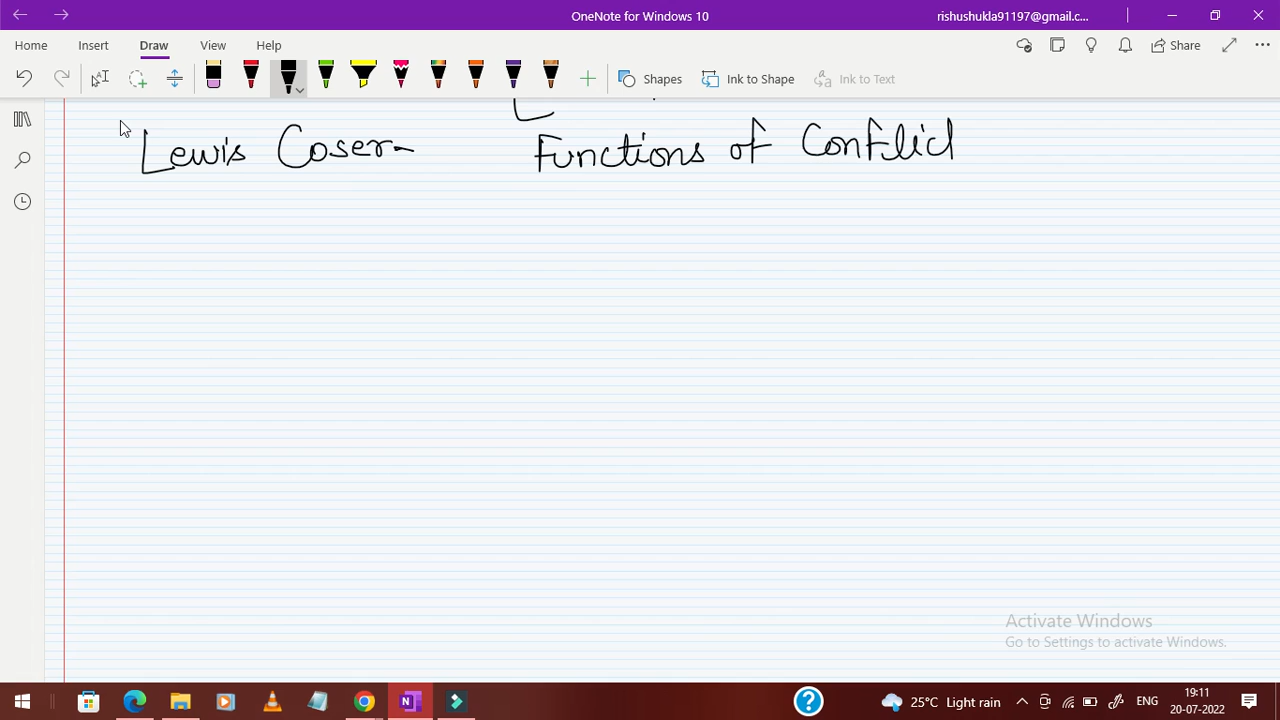 OneNote for Windows 10
rishushukla91197@gmail.c...
Home Insert Draw View Help
Share
Shapes Ink to Shape Ink to Text
Lewis Coser- Functions of Conflict
Activate Windows
Go to Settings to activate Windows.
25°C Light rain
ENG
19:11
20-07-2022